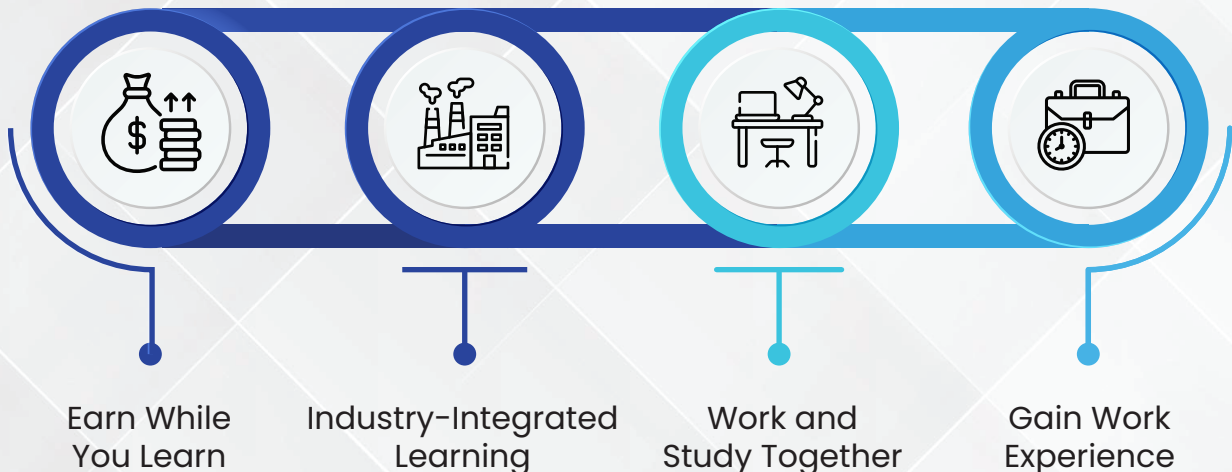 $
Earn While
You Learn
Industry-Integrated
Learning
Work and
Study Together
Gain Work
Experience